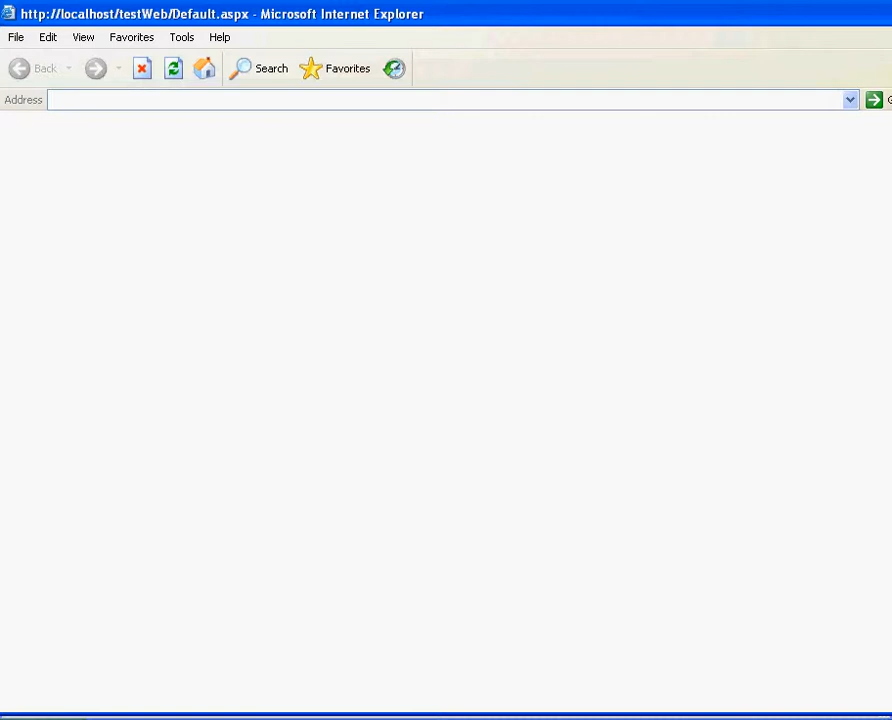 http://localhost/testWeb/Default.aspx - Microsoft Internet Explorer
File Edit View Favorites Tools Help
Back Search Favorites
Address